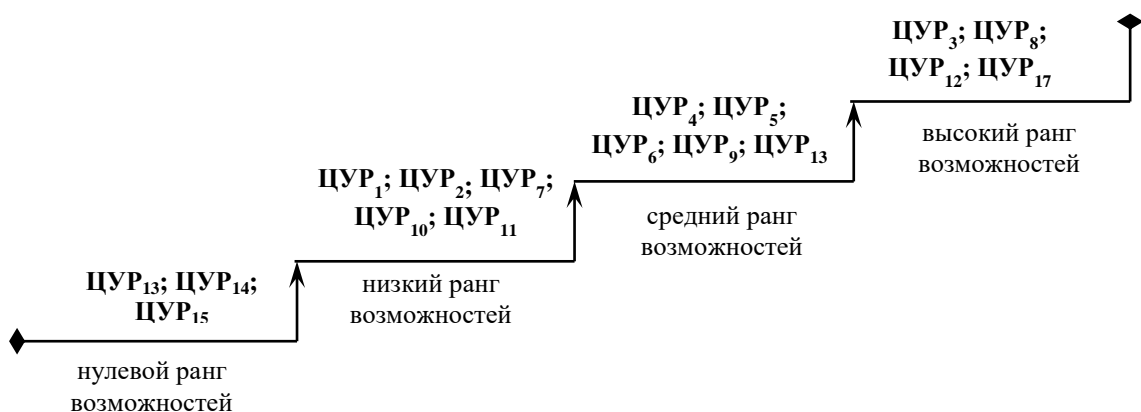 ЦУР₃; ЦУР₈;
ЦУР₁₂; ЦУР₁₇
высокий ранг
возможностей
ЦУР₄; ЦУР₅;
ЦУР₆; ЦУР₉; ЦУР₁₃
средний ранг
возможностей
ЦУР₁; ЦУР₂; ЦУР₇;
ЦУР₁₀; ЦУР₁₁
низкий ранг
возможностей
ЦУР₁₃; ЦУР₁₄;
ЦУР₁₅
нулевой ранг
возможностей